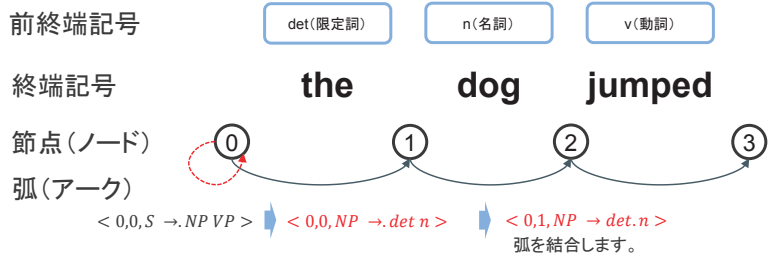 前終端記号 det(限定詞) n(名詞) v(動詞)
終端記号 the dog jumped
節点(ノード) 0 1 2 3
弧(アーク)
< 0,0, S → .NP VP > < 0,0, NP → .det n > < 0,1, NP → det. n >
弧を結合します。